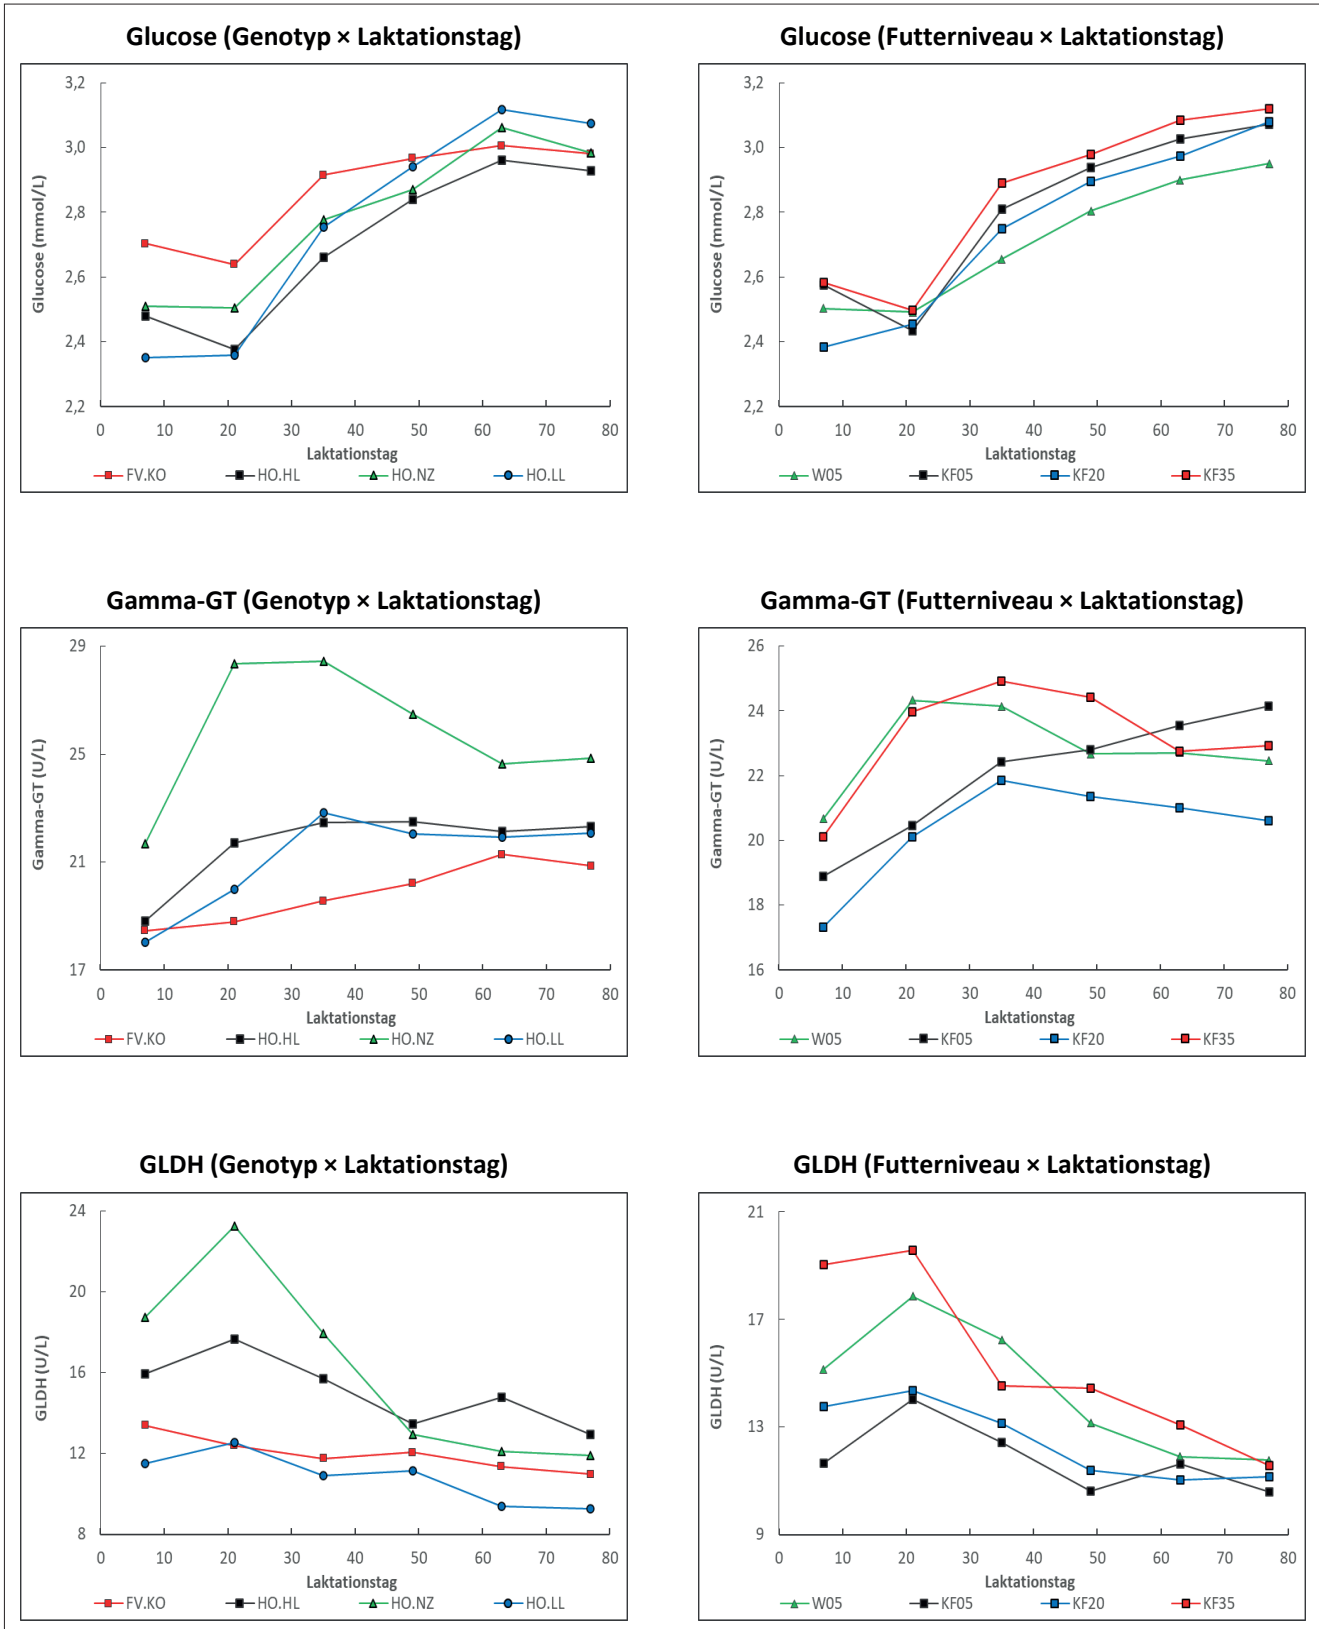 Glucose (Genotyp × Laktationstag)
3,2
3,0
2,8
2,6
2,4
2,2
Glucose (mmol/L)
0 10 20 30 40 50 60 70 80
Laktationstag
FV.KO HO.HL HO.NZ HO.LL
Glucose (Futterniveau × Laktationstag)
3,2
3,0
2,8
2,6
2,4
2,2
Glucose (mmol/L)
0 10 20 30 40 50 60 70 80
Laktationstag
W05 KF05 KF20 KF35
Gamma-GT (Genotyp × Laktationstag)
29
25
21
17
Gamma-GT (U/L)
0 10 20 30 40 50 60 70 80
Laktationstag
FV.KO HO.HL HO.NZ HO.LL
Gamma-GT (Futterniveau × Laktationstag)
26
24
22
20
18
16
Gamma-GT (U/L)
0 10 20 30 40 50 60 70 80
Laktationstag
W05 KF05 KF20 KF35
GLDH (Genotyp × Laktationstag)
24
20
16
12
8
GLDH (U/L)
0 10 20 30 40 50 60 70 80
Laktationstag
FV.KO HO.HL HO.NZ HO.LL
GLDH (Futterniveau × Laktationstag)
21
17
13
9
GLDH (U/L)
0 10 20 30 40 50 60 70 80
Laktationstag
W05 KF05 KF20 KF35